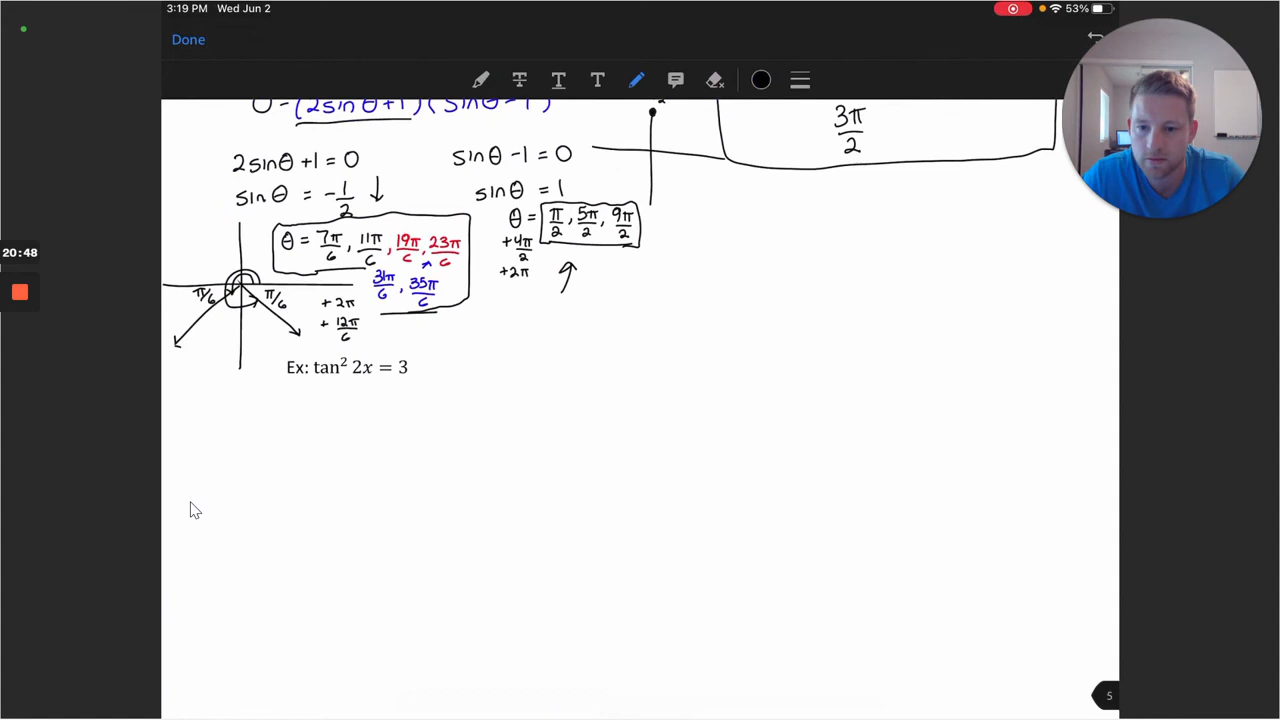 3:19 PM Wed Jun 2
53%
Done
0 = (2sinθ+1)(sinθ-1)
3π/2
2sinθ+1=0
sinθ-1=0
sinθ = -1/2
sinθ = 1
θ = π/2, 5π/2, 9π/2
+4π/2
+2π
θ = 7π/6, 11π/6, 19π/6, 23π/6
31π/6, 35π/6
π/6 π/6
+2π
+12π/6
Ex: tan² 2x = 3
20:48
5